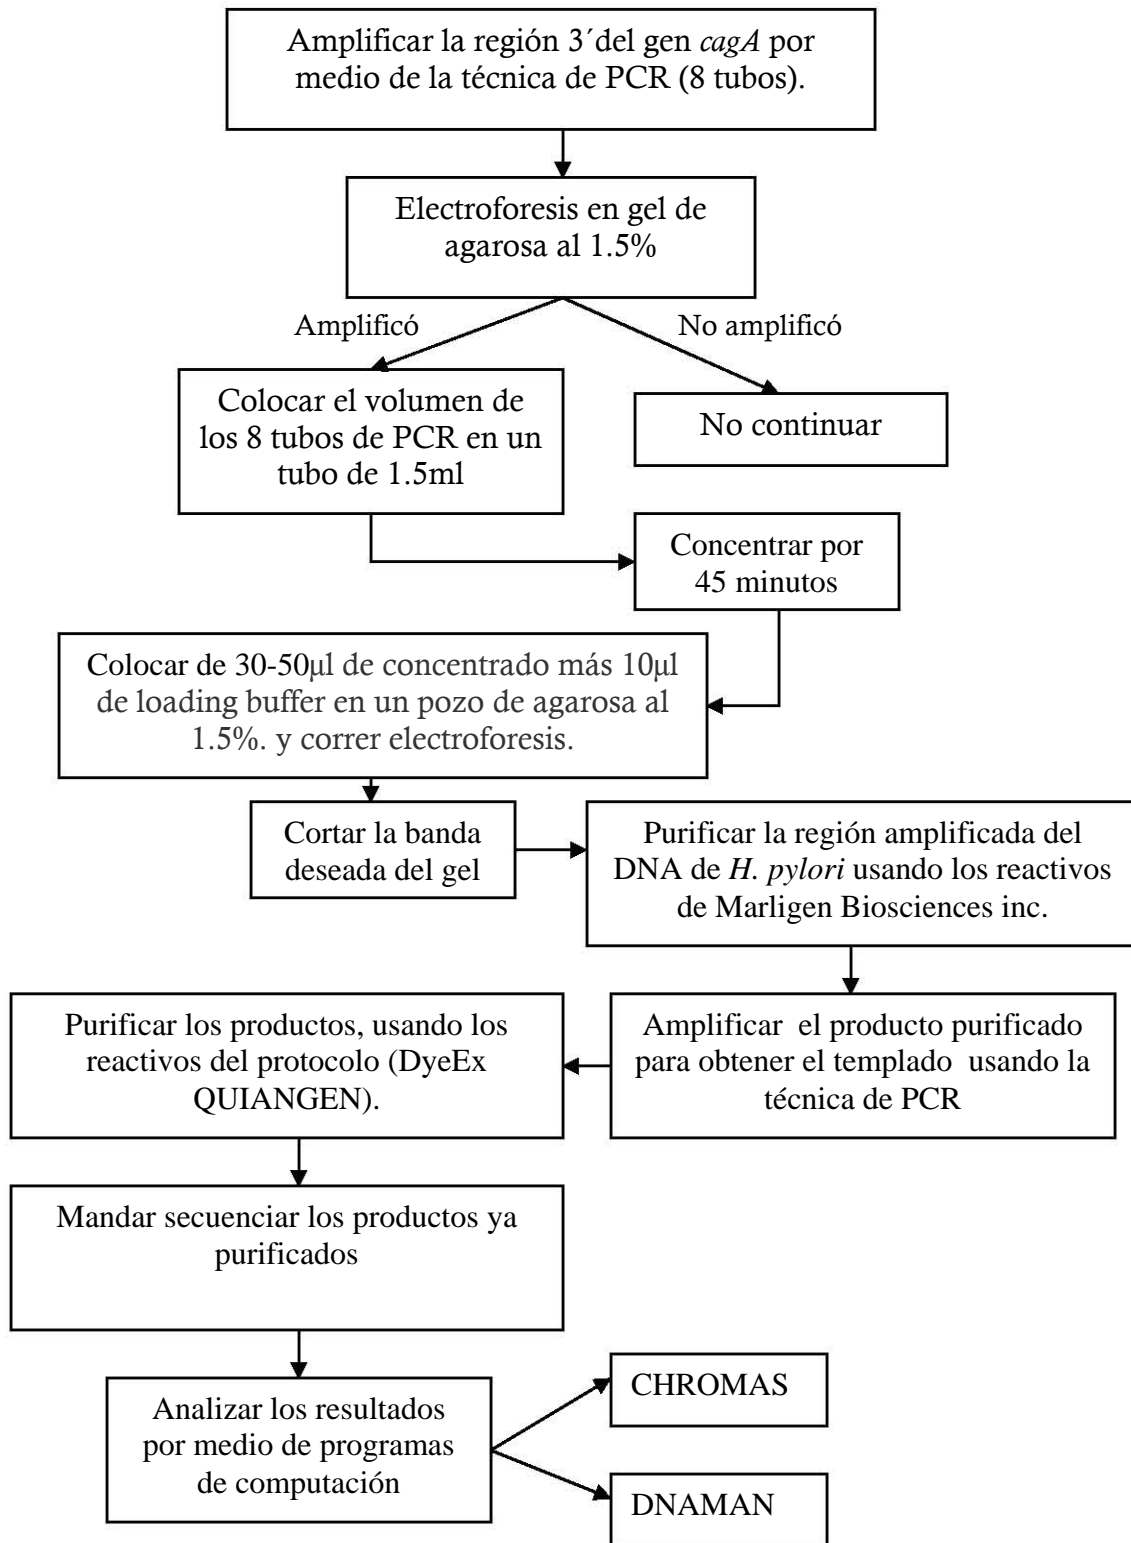 Amplificar la región 3´del gen cagA por
medio de la técnica de PCR (8 tubos).
Electroforesis en gel de
agarosa al 1.5%
Amplificó
No amplificó
Colocar el volumen de
los 8 tubos de PCR en un
tubo de 1.5ml
No continuar
Concentrar por
45 minutos
Colocar de 30-50µl de concentrado más 10µl
de loading buffer en un pozo de agarosa al
1.5%. y correr electroforesis.
Cortar la banda
deseada del gel
Purificar la región amplificada del
DNA de H. pylori usando los reactivos
de Marligen Biosciences inc.
Amplificar el producto purificado
para obtener el templado usando la
técnica de PCR
Purificar los productos, usando los
reactivos del protocolo (DyeEx
QUIANGEN).
Mandar secuenciar los productos ya
purificados
Analizar los resultados
por medio de programas
de computación
CHROMAS
DNAMAN